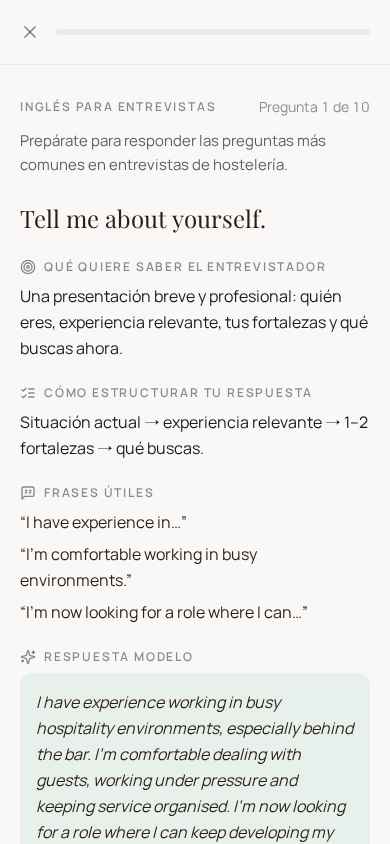 INGLÉS PARA ENTREVISTAS
Pregunta 1 de 10
Prepárate para responder las preguntas más
comunes en entrevistas de hostelería.
Tell me about yourself.
QUÉ QUIERE SABER EL ENTREVISTADOR
Una presentación breve y profesional: quién
eres, experiencia relevante, tus fortalezas y qué
buscas ahora.
CÓMO ESTRUCTURAR TU RESPUESTA
Situación actual → experiencia relevante → 1–2
fortalezas → qué buscas.
FRASES ÚTILES
“I have experience in…”
“I’m comfortable working in busy
environments.”
“I’m now looking for a role where I can…”
RESPUESTA MODELO
I have experience working in busy
hospitality environments, especially behind
the bar. I’m comfortable dealing with
guests, working under pressure and
keeping service organised. I’m now looking
for a role where I can keep developing my